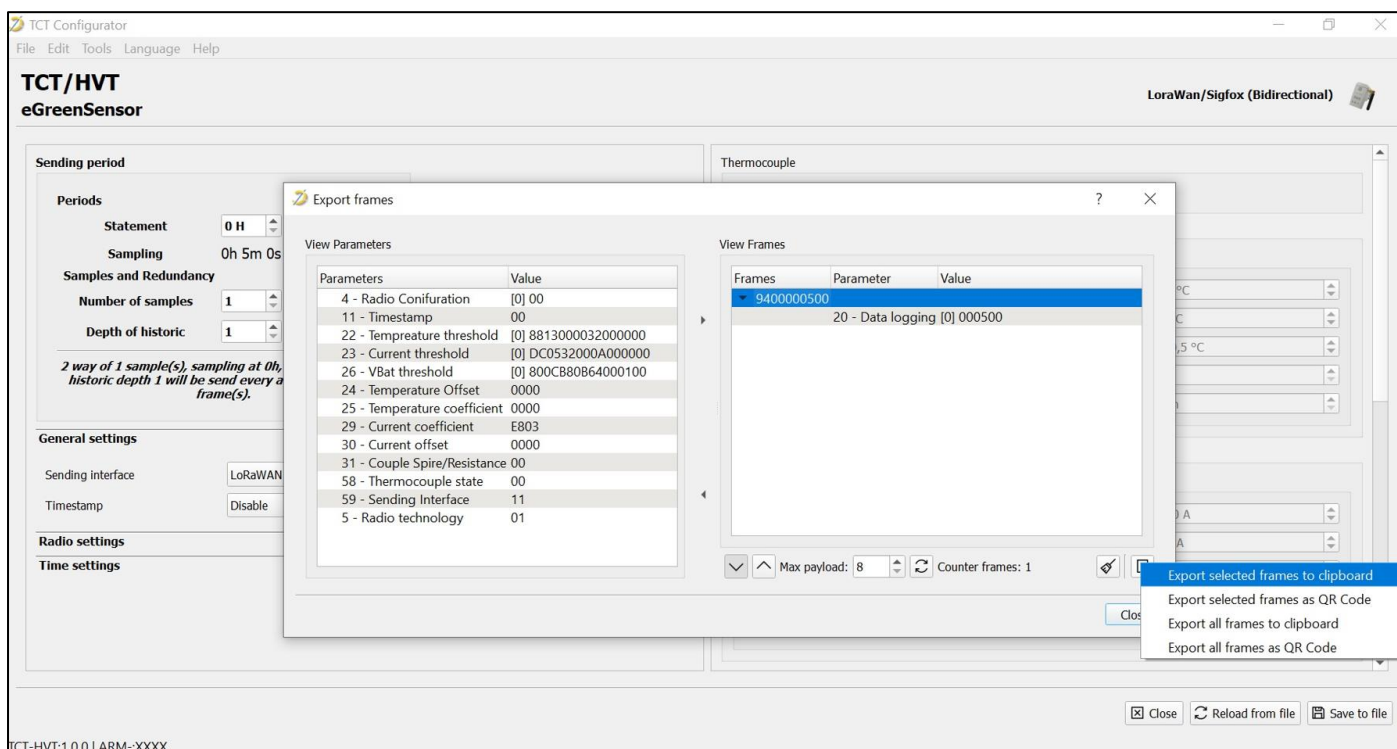 TCT Configurator
File Edit Tools Language Help
TCT/HVT
eGreenSensor
LoraWan/Sigfox (Bidirectional)
Sending period
Periods
Statement 0 H
Sampling 0h 5m 0s
Samples and Redundancy
Number of samples 1
Depth of historic 1
2 way of 1 sample(s), sampling at 0h,
historic depth 1 will be send every a
frame(s).
General settings
Sending interface LoRaWAN
Timestamp Disable
Radio settings
Time settings
Thermocouple
°C
,5 °C
A
A
Export frames ?
View Parameters
Parameters Value
4 - Radio Conifuration [0] 00
11 - Timestamp 00
22 - Tempreature threshold [0] 8813000032000000
23 - Current threshold [0] DC0532000A000000
26 - VBat threshold [0] 800CB80B64000100
24 - Temperature Offset 0000
25 - Temperature coefficient 0000
29 - Current coefficient E803
30 - Current offset 0000
31 - Couple Spire/Resistance 00
58 - Thermocouple state 00
59 - Sending Interface 11
5 - Radio technology 01
View Frames
Frames Parameter Value
9400000500
20 - Data logging [0] 000500
Max payload: 8 Counter frames: 1
Clos
Export selected frames to clipboard
Export selected frames as QR Code
Export all frames to clipboard
Export all frames as QR Code
Close Reload from file Save to file
TCT-HVT:1.0.0 | ARM-:XXXX